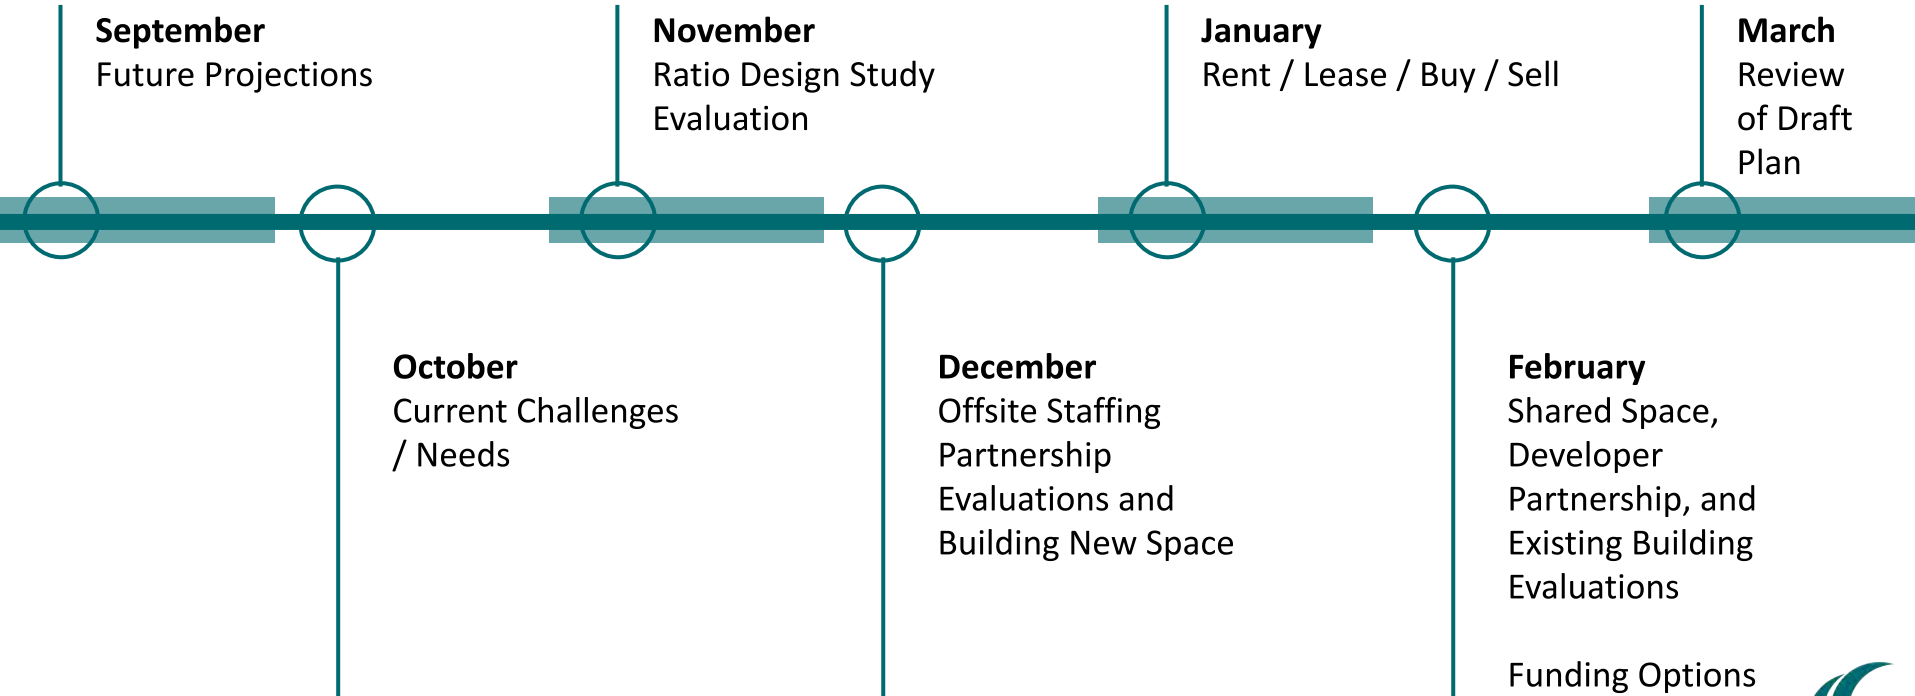 September
Future Projections
October
Current Challenges
/ Needs
November
Ratio Design Study
Evaluation
December
Offsite Staffing
Partnership
Evaluations and
Building New Space
January
Rent / Lease / Buy / Sell
February
Shared Space,
Developer
Partnership, and
Existing Building
Evaluations
Funding Options
March
Review
of Draft
Plan